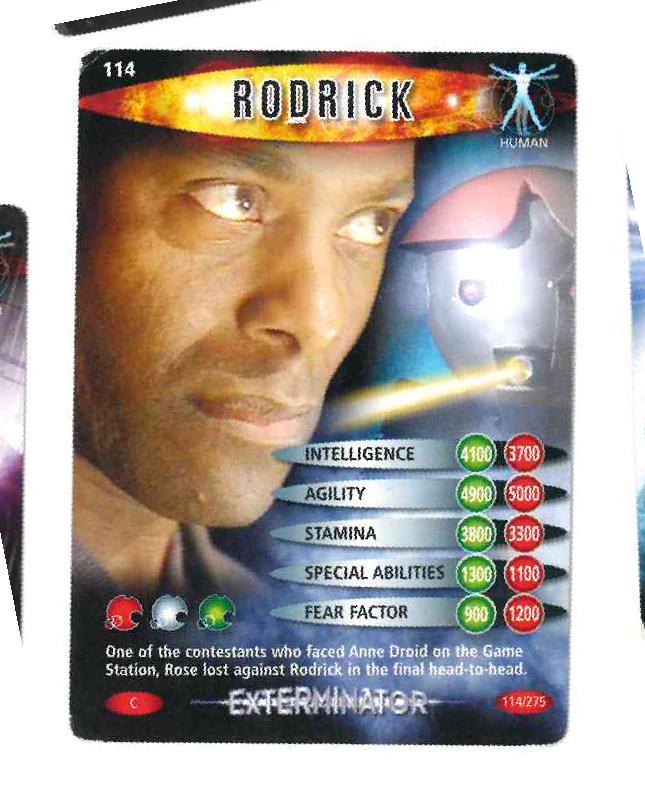 114
RODRICK
HUMAN
INTELLIGENCE 4100 3700
AGILITY 4900 5000
STAMINA 3800 3300
SPECIAL ABILITIES 1300 1100
FEAR FACTOR 900 1200
One of the contestants who faced Anne Droid on the Game
Station, Rose lost against Rodrick in the final head-to-head.
C EXTERMINATOR 114/275